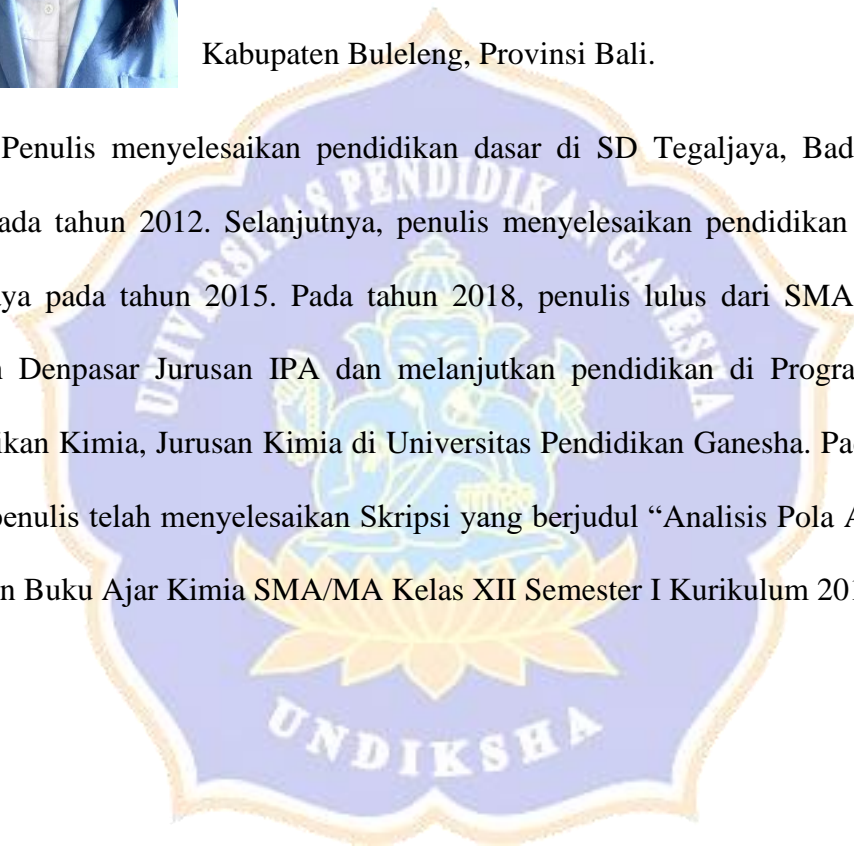 Kabupaten Buleleng, Provinsi Bali.
Penulis menyelesaikan pendidikan dasar di SD Tegaljaya, Bad
ada tahun 2012. Selanjutnya, penulis menyelesaikan pendidikan
ya pada tahun 2015. Pada tahun 2018, penulis lulus dari SMA
Denpasar Jurusan IPA dan melanjutkan pendidikan di Progra
ikan Kimia, Jurusan Kimia di Universitas Pendidikan Ganesha. Pa
penulis telah menyelesaikan Skripsi yang berjudul “Analisis Pola A
n Buku Ajar Kimia SMA/MA Kelas XII Semester I Kurikulum 201
UNIVERSITAS PENDIDIKAN GANESHA
UNDIKSHA